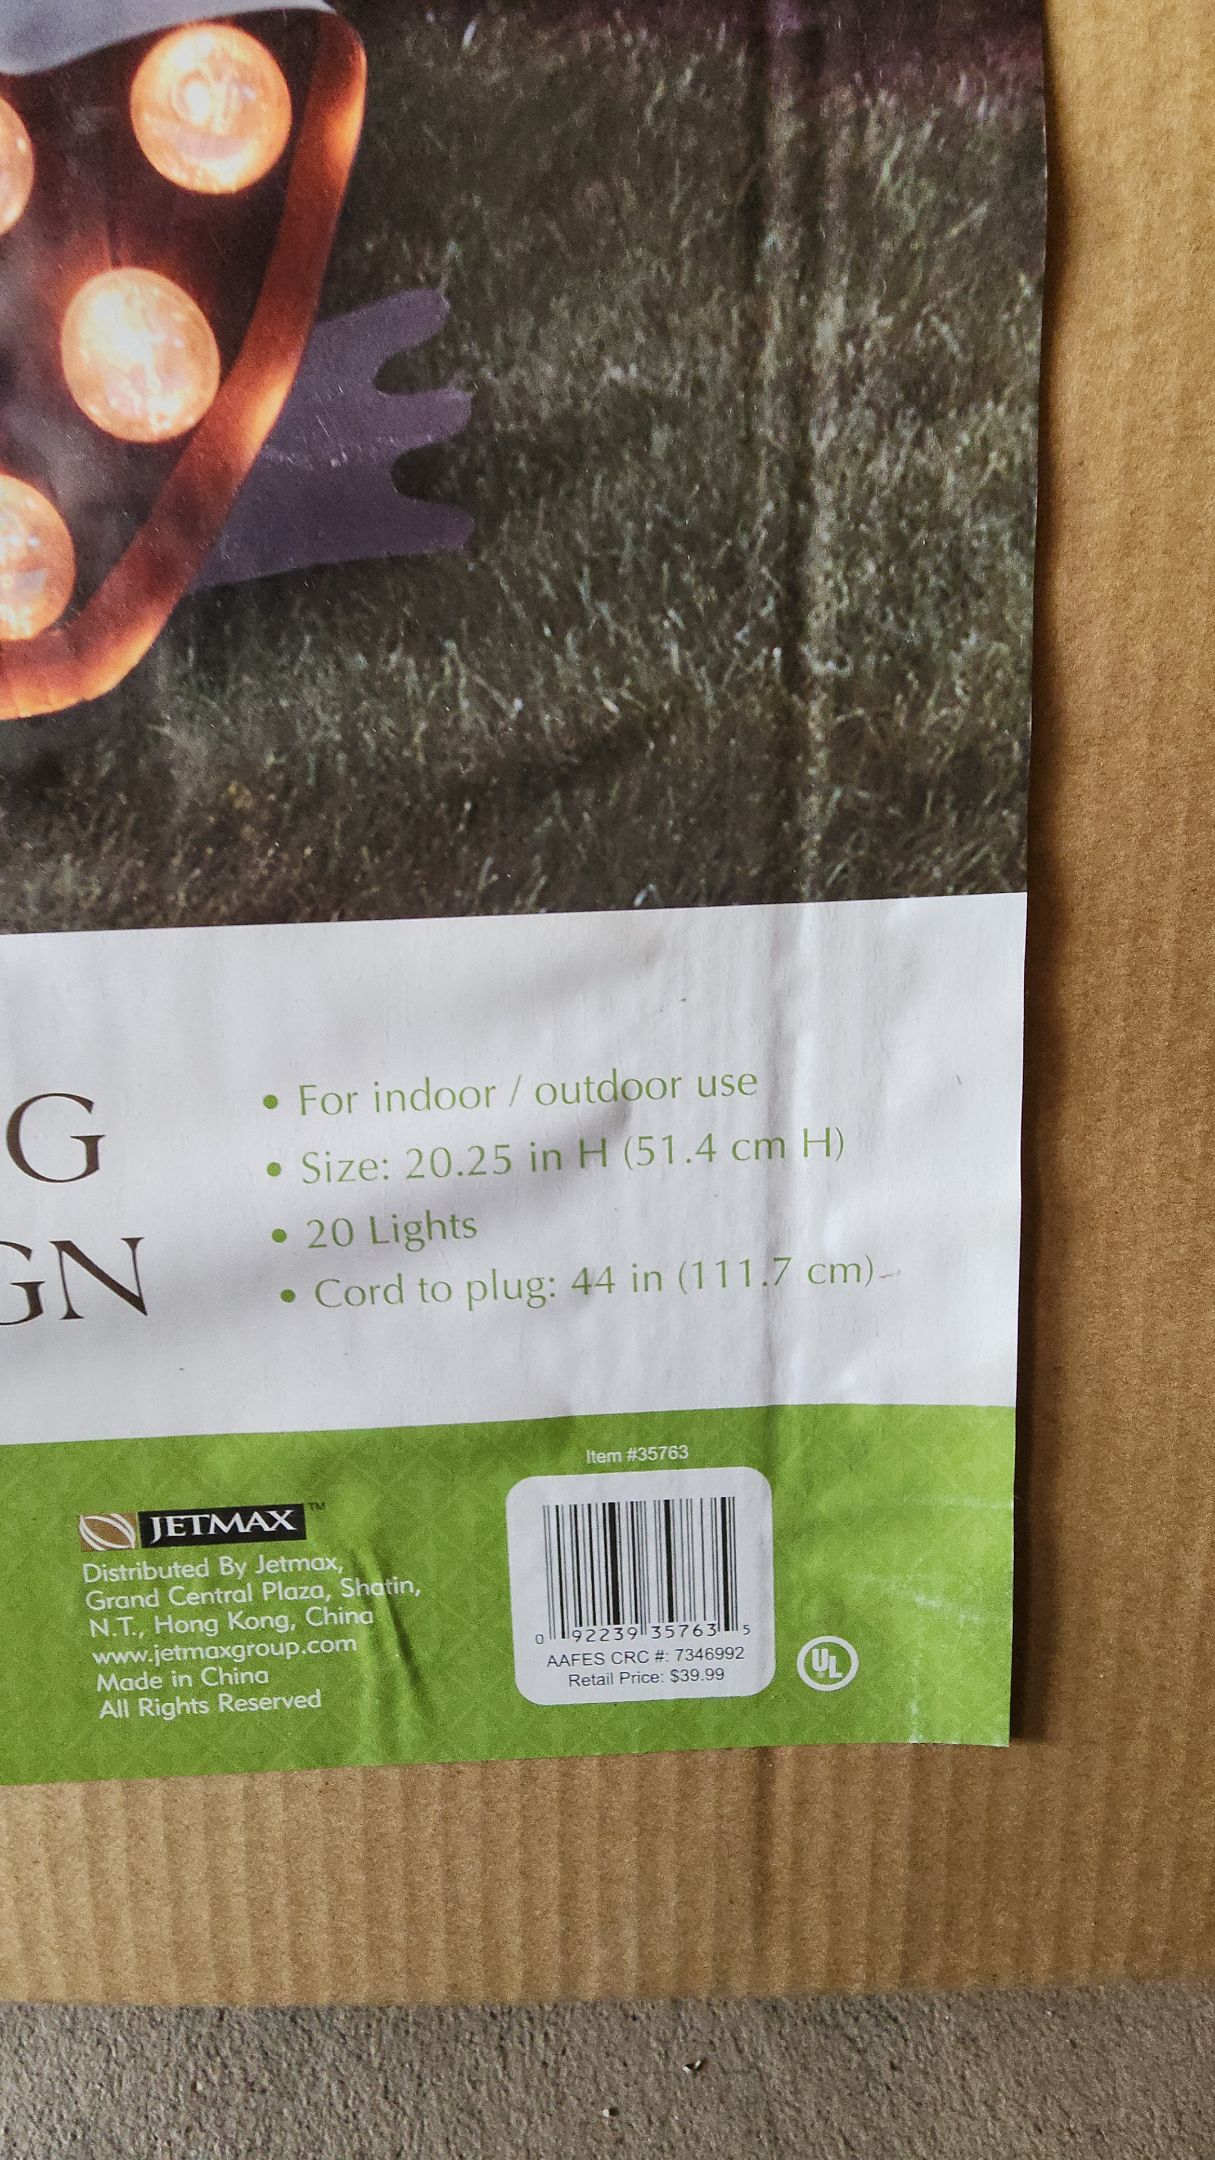 G
GN
• For indoor / outdoor use
• Size: 20.25 in H (51.4 cm H)
• 20 Lights
• Cord to plug: 44 in (111.7 cm)
JETMAX™
Distributed By Jetmax,
Grand Central Plaza, Shatin,
N.T., Hong Kong, China
www.jetmaxgroup.com
Made in China
All Rights Reserved
Item #35763
0 92239 35763 5
AAFES CRC #: 7346992
Retail Price: $39.99
UL